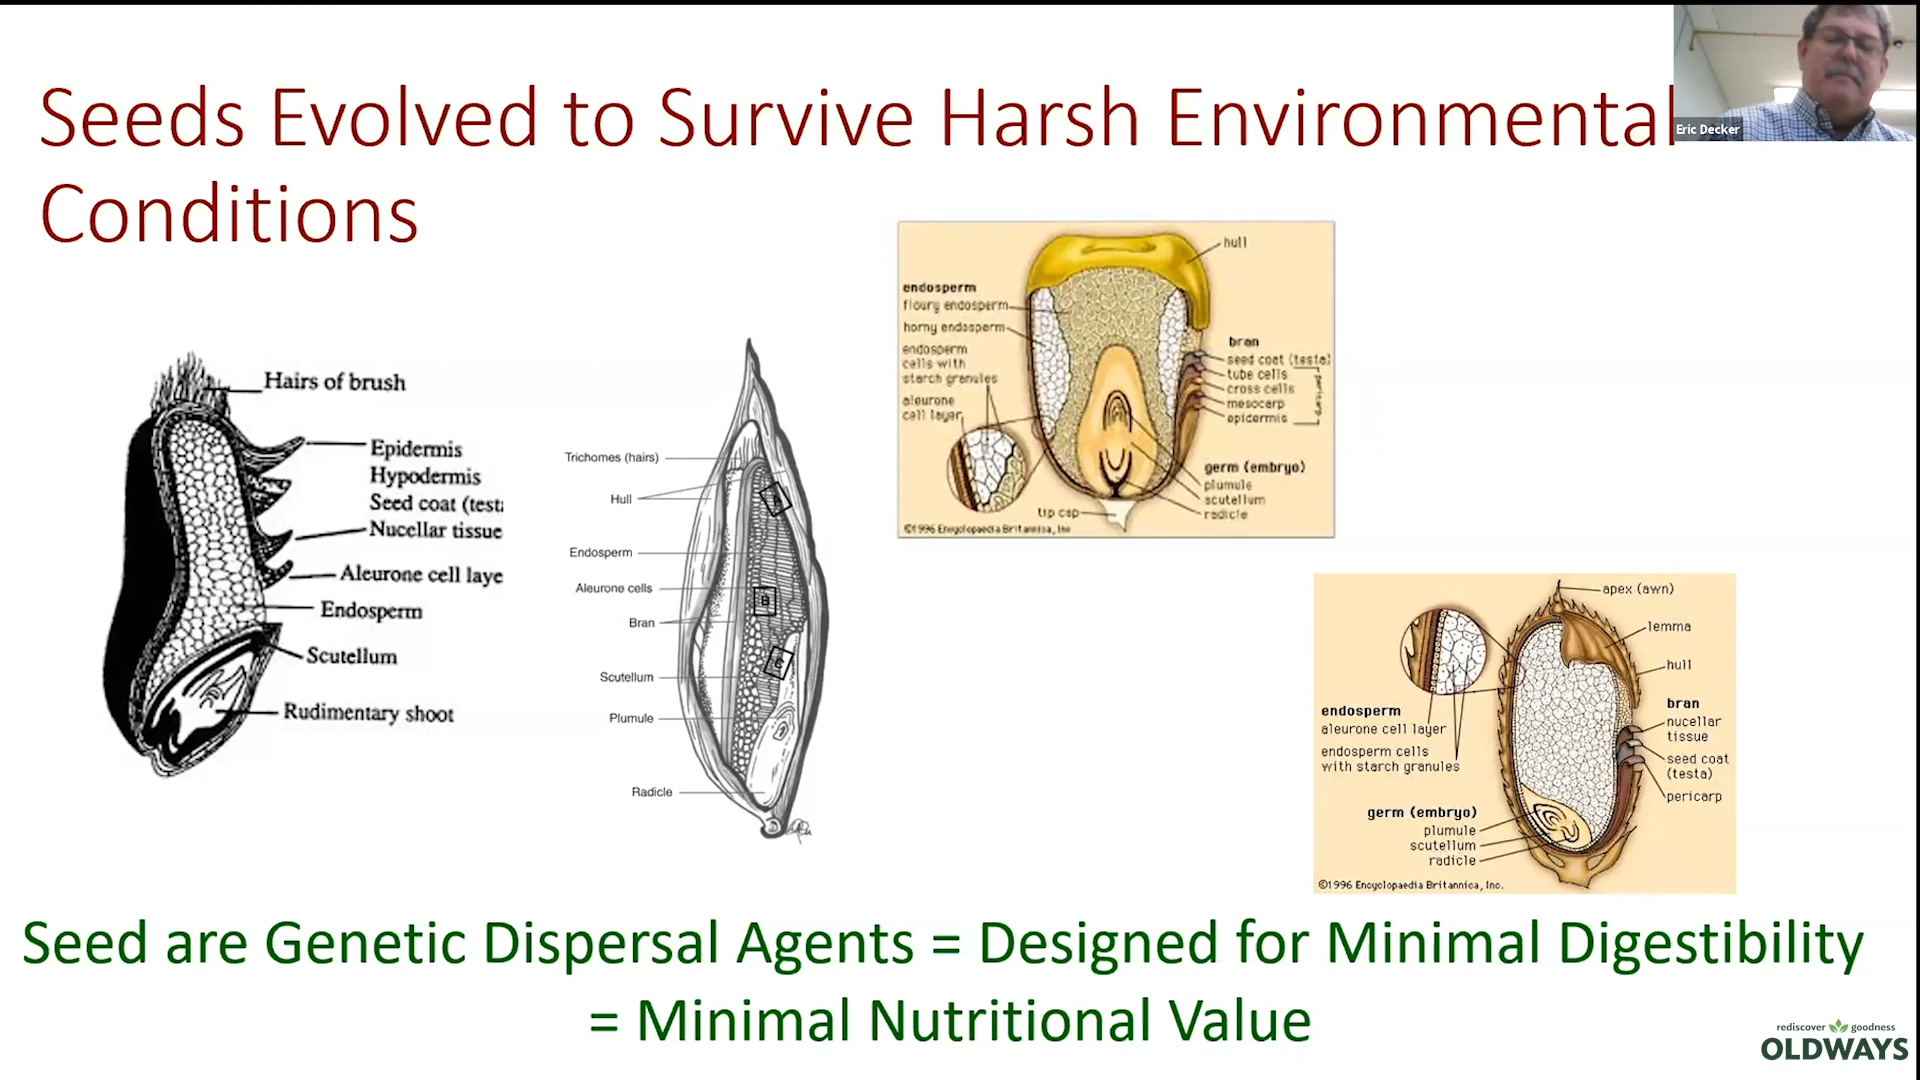 Seeds Evolved to Survive Harsh Environmental
Conditions
Eric Decker
Hairs of brush
Epidermis
Hypodermis
Seed coat (testa
Nucellar tissue
Aleurone cell laye
Endosperm
Scutellum
Rudimentary shoot
Trichomes (hairs)
Hull
Endosperm
Aleurone cells
Bran
Scutellum
Plumule
Radicle
A
B
C
hull
endosperm
floury endosperm
horny endosperm
endosperm
cells with
starch granules
aleurone
cell layer
bran
seed coat (testa)
tube cells
cross cells
mesocarp
epidermis
pericarp
germ (embryo)
plumule
scutellum
radicle
tip cap
©1996 Encyclopaedia Britannica, Inc
apex (awn)
lemma
hull
bran
nucellar
tissue
seed coat
(testa)
pericarp
endosperm
aleurone cell layer
endosperm cells
with starch granules
germ (embryo)
plumule
scutellum
radicle
©1996 Encyclopaedia Britannica, Inc.
Seed are Genetic Dispersal Agents = Designed for Minimal Digestibility
= Minimal Nutritional Value
rediscover goodness
OLDWAYS